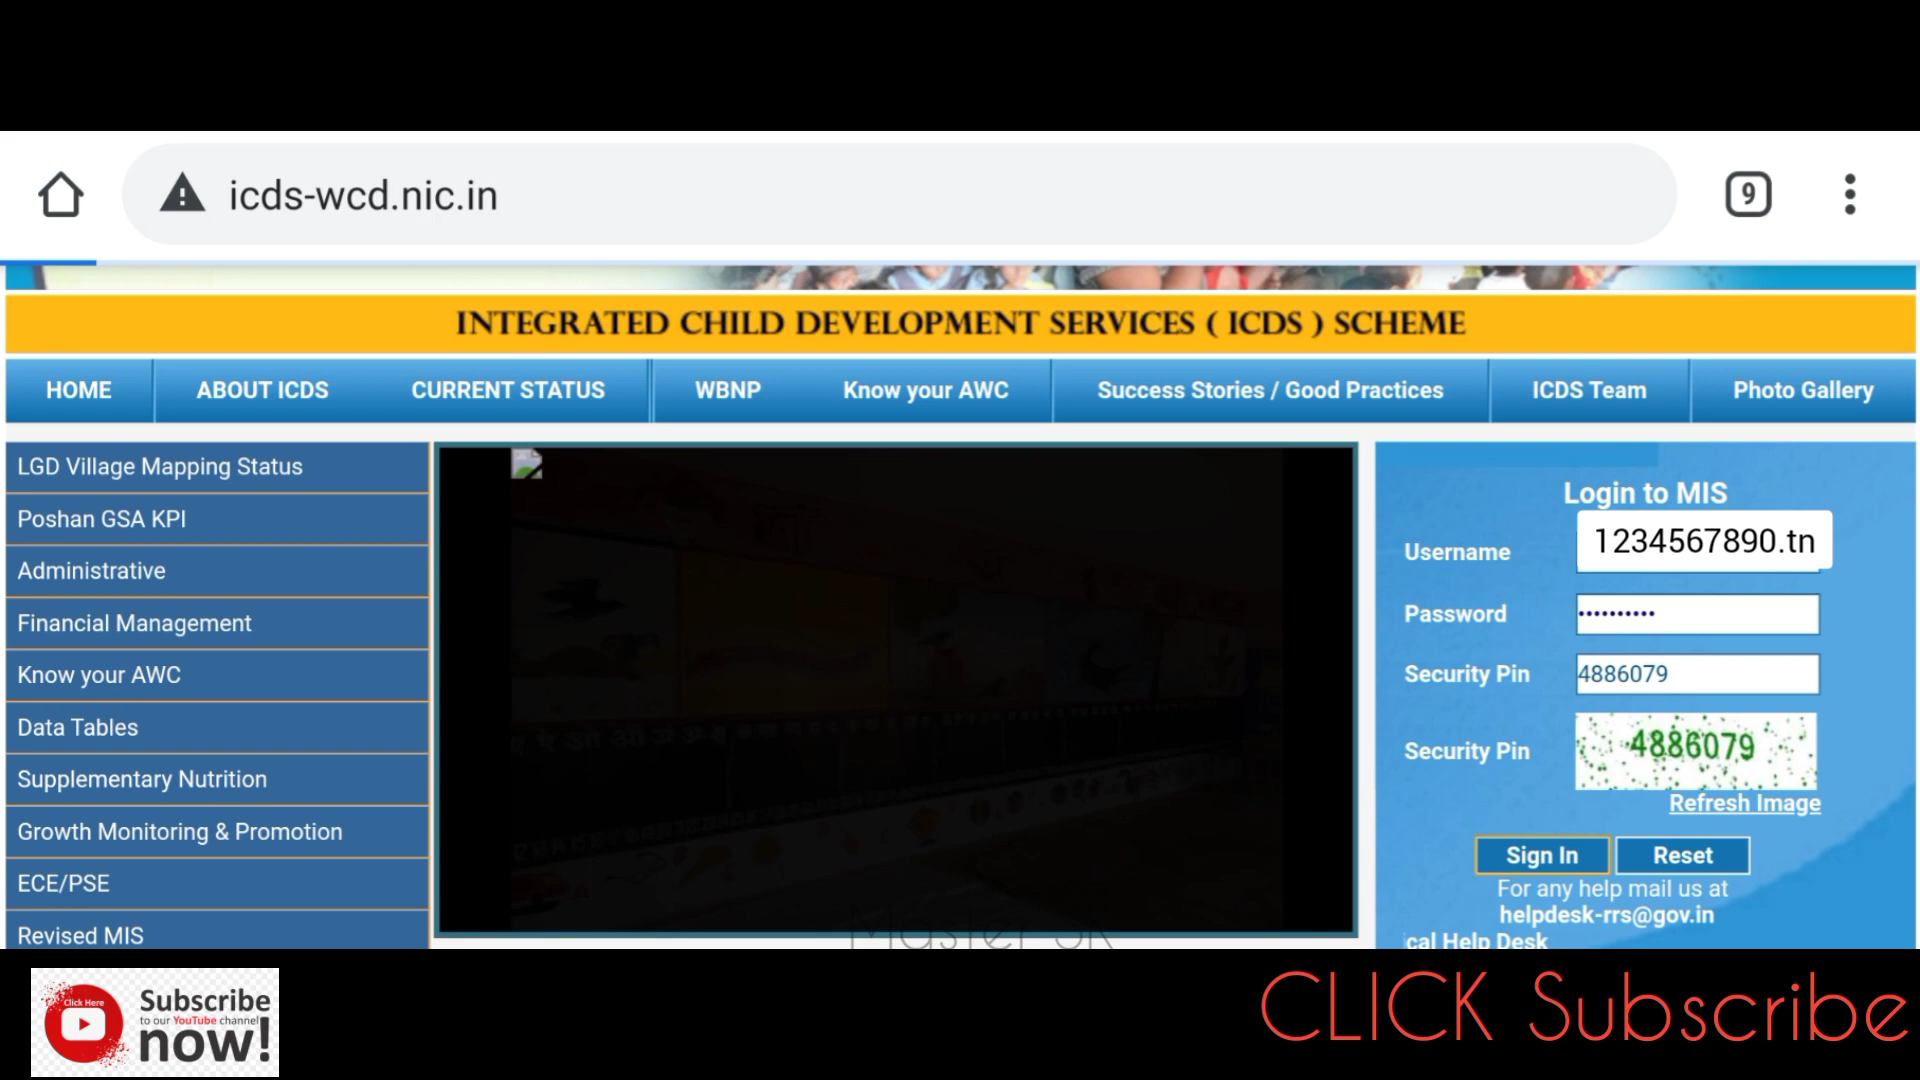 icds-wcd.nic.in
9
INTEGRATED CHILD DEVELOPMENT SERVICES ( ICDS ) SCHEME
HOME ABOUT ICDS CURRENT STATUS WBNP Know your AWC Success Stories / Good Practices ICDS Team Photo Gallery
LGD Village Mapping Status
Poshan GSA KPI
Administrative
Financial Management
Know your AWC
Data Tables
Supplementary Nutrition
Growth Monitoring & Promotion
ECE/PSE
Revised MIS
Login to MIS
Username 1234567890.tn
Password ••••••••••
Security Pin 4886079
Security Pin 4886079
Refresh Image
Sign In Reset
For any help mail us at
helpdesk-rrs@gov.in
cal Help Desk
Master SK
Click Here
Subscribe
to our YouTube channel
now!
CLICK Subscribe